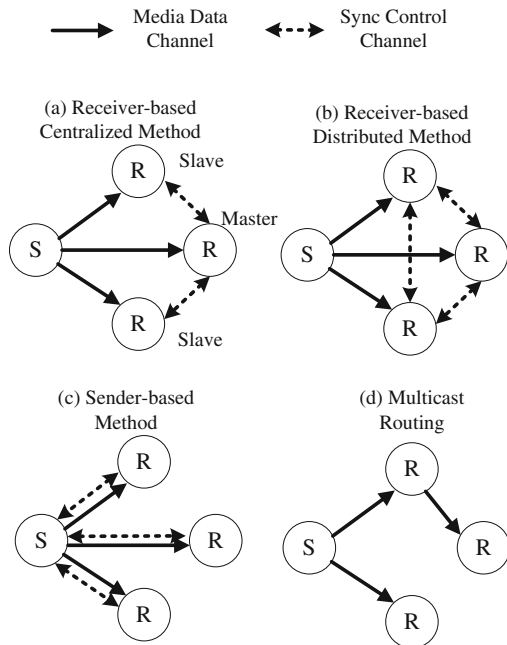 Media Data
Channel
Sync Control
Channel
(a) Receiver-based
Centralized Method
(b) Receiver-based
Distributed Method
R
Slave
Master
S
R
R
Slave
R
S
R
R
(c) Sender-based
Method
(d) Multicast
Routing
R
S
R
R
R
S
R
R